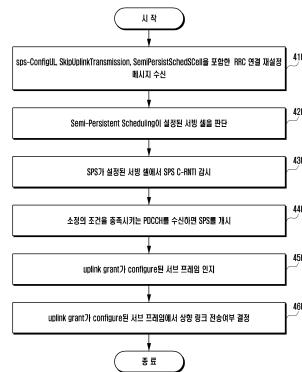 시 작
sps-ConfigUL, SkipUplinkTransmission, SemiPersistSchedSCell을 포함한 RRC 연결 재설정
메시지 수신
410
Semi-Persistent Scheduling이 설정된 서빙 셀을 판단
420
SPS가 설정된 서빙 셀에서 SPS C-RNTI 감시
430
소정의 조건을 충족시키는 PDCCH를 수신하면 SPS를 개시
440
uplink grant가 configure된 서브 프레임 인지
450
uplink grant가 configure된 서브 프레임에서 상향 링크 전송여부 결정
460
종 료